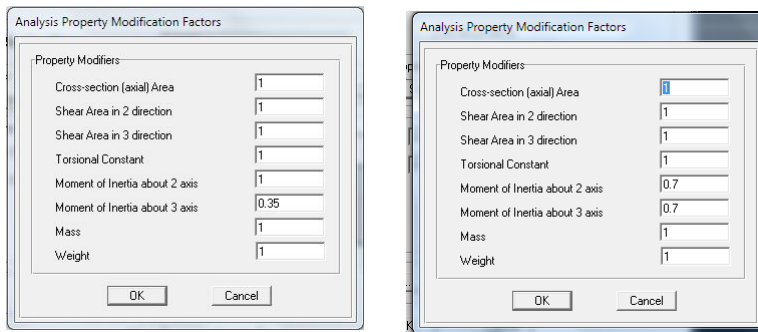 Analysis Property Modification Factors
Property Modifiers
Cross-section (axial) Area 1
Shear Area in 2 direction 1
Shear Area in 3 direction 1
Torsional Constant 1
Moment of Inertia about 2 axis 1
Moment of Inertia about 3 axis 0.35
Mass 1
Weight 1
OK Cancel
Analysis Property Modification Factors
Property Modifiers
Cross-section (axial) Area 1
Shear Area in 2 direction 1
Shear Area in 3 direction 1
Torsional Constant 1
Moment of Inertia about 2 axis 0.7
Moment of Inertia about 3 axis 0.7
Mass 1
Weight 1
OK Cancel